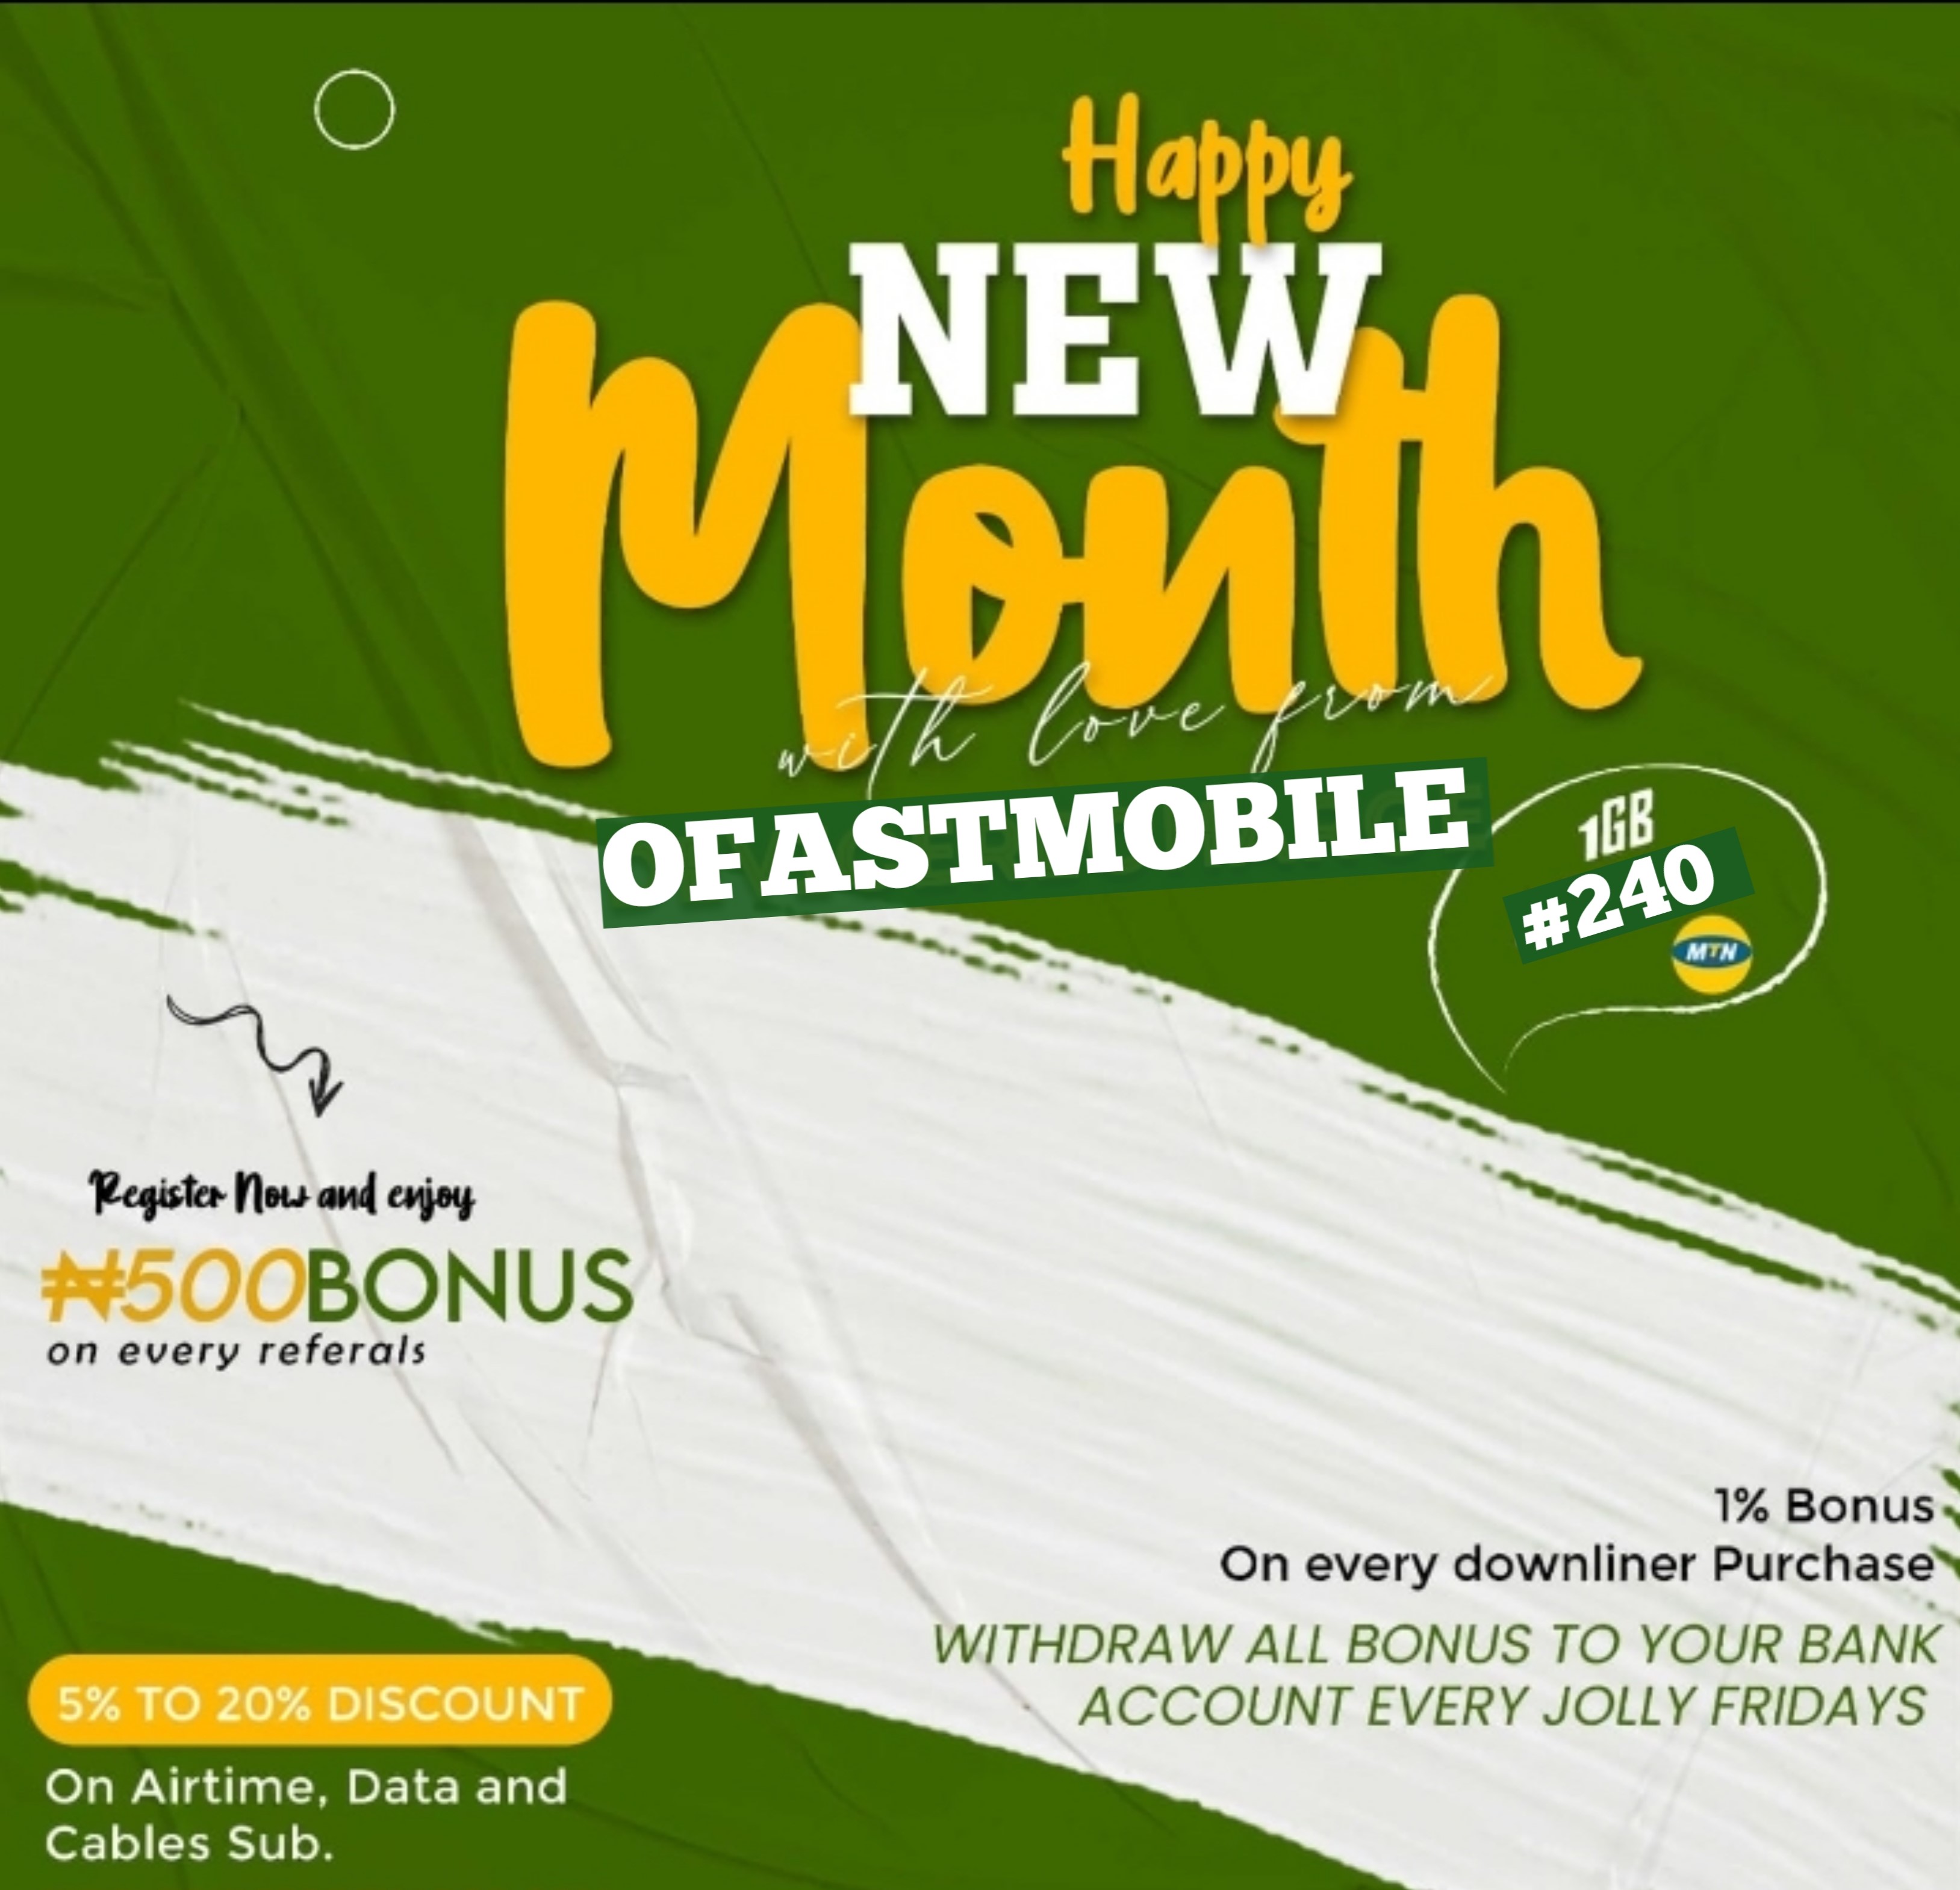 Happy
NEW
Month
with love from
OFASTMOBILE
1GB
#240
MTN
Register Now and enjoy
₦500BONUS
on every referals
1% Bonus
On every downliner Purchase
WITHDRAW ALL BONUS TO YOUR BANK
ACCOUNT EVERY JOLLY FRIDAYS
5% TO 20% DISCOUNT
On Airtime, Data and
Cables Sub.